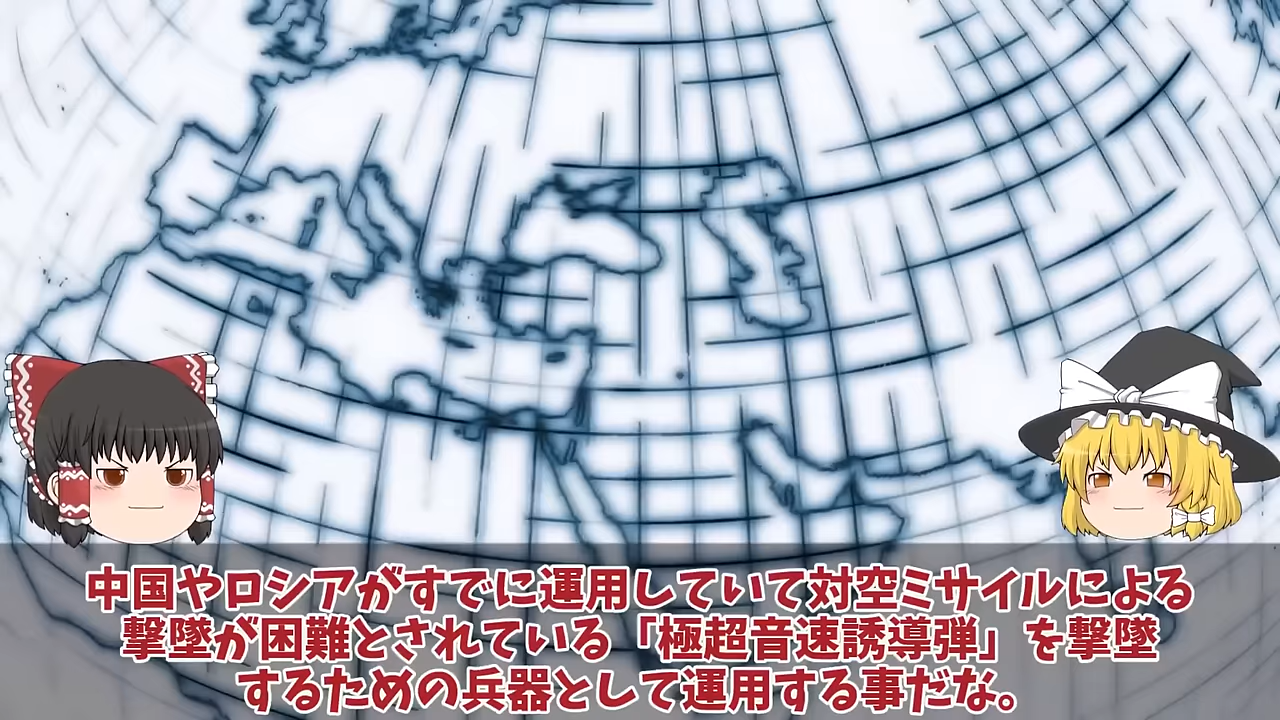 中国やロシアがすでに運用していて対空ミサイルによる
撃墜が困難とされている「極超音速誘導弾」を撃墜
するための兵器として運用する事だな。